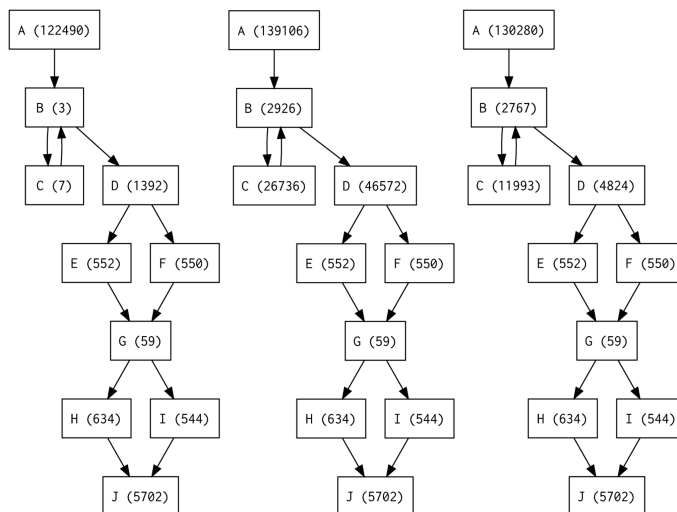 A (122490)
B (3)
C (7)
D (1392)
E (552)
F (550)
G (59)
H (634)
I (544)
J (5702)
A (139106)
B (2926)
C (26736)
D (46572)
E (552)
F (550)
G (59)
H (634)
I (544)
J (5702)
A (130280)
B (2767)
C (11993)
D (4824)
E (552)
F (550)
G (59)
H (634)
I (544)
J (5702)